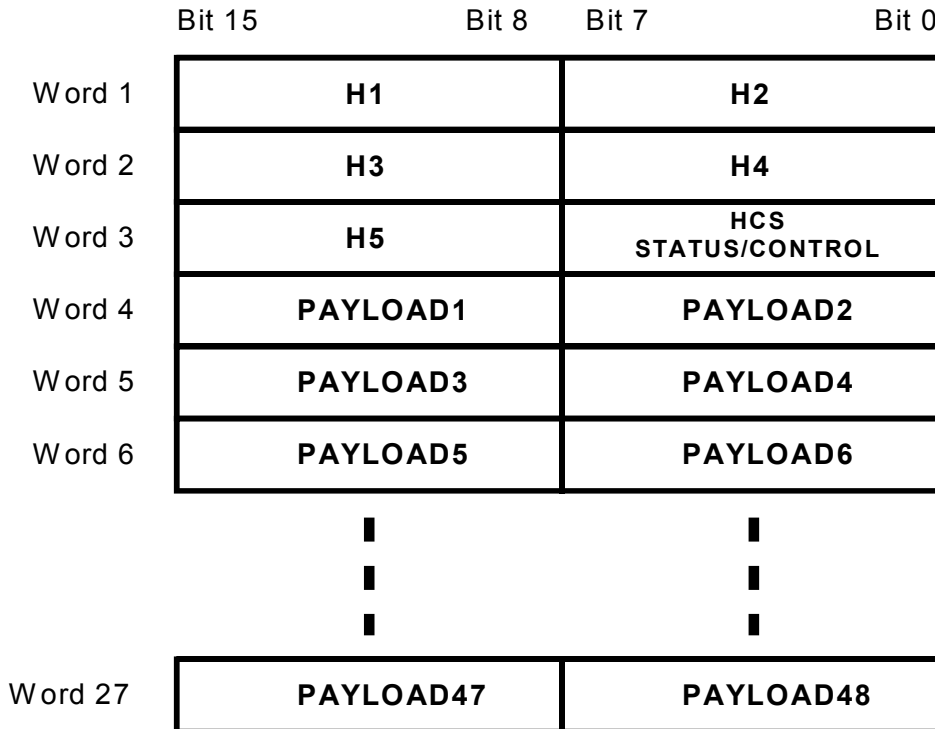 Bit 15 Bit 8 Bit 7 Bit 0
Word 1 H1 H2
Word 2 H3 H4
Word 3 H5 HCS
STATUS/CONTROL
Word 4 PAYLOAD1 PAYLOAD2
Word 5 PAYLOAD3 PAYLOAD4
Word 6 PAYLOAD5 PAYLOAD6
Word 27 PAYLOAD47 PAYLOAD48